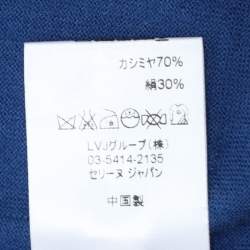 カシミヤ70%
絹30%
LVJグループ(株)
03-5414-2135
セリーヌ ジャパン
中国製